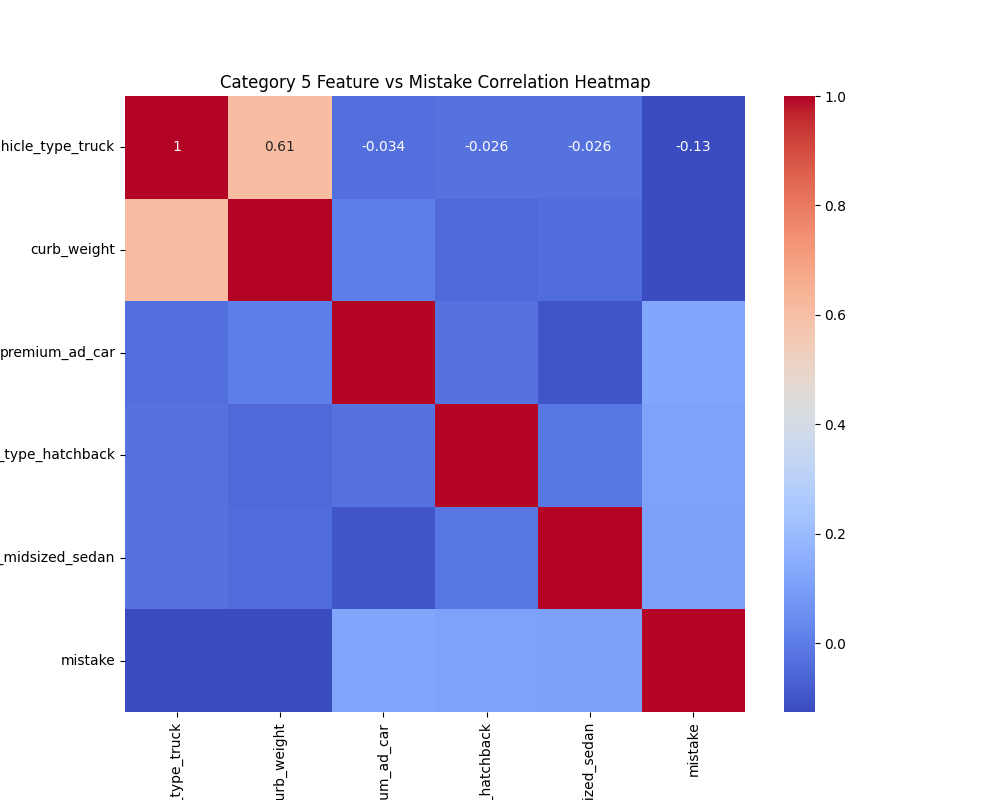 Category 5 Feature vs Mistake Correlation Heatmap
1.0
hicle_type_truck 1 0.61 -0.034 -0.026 -0.026 -0.13
0.8
curb_weight
0.6
premium_ad_car
0.4
_type_hatchback
0.2
_midsized_sedan
0.0
mistake
_type_truck
urb_weight
um_ad_car
_hatchback
ized_sedan
mistake